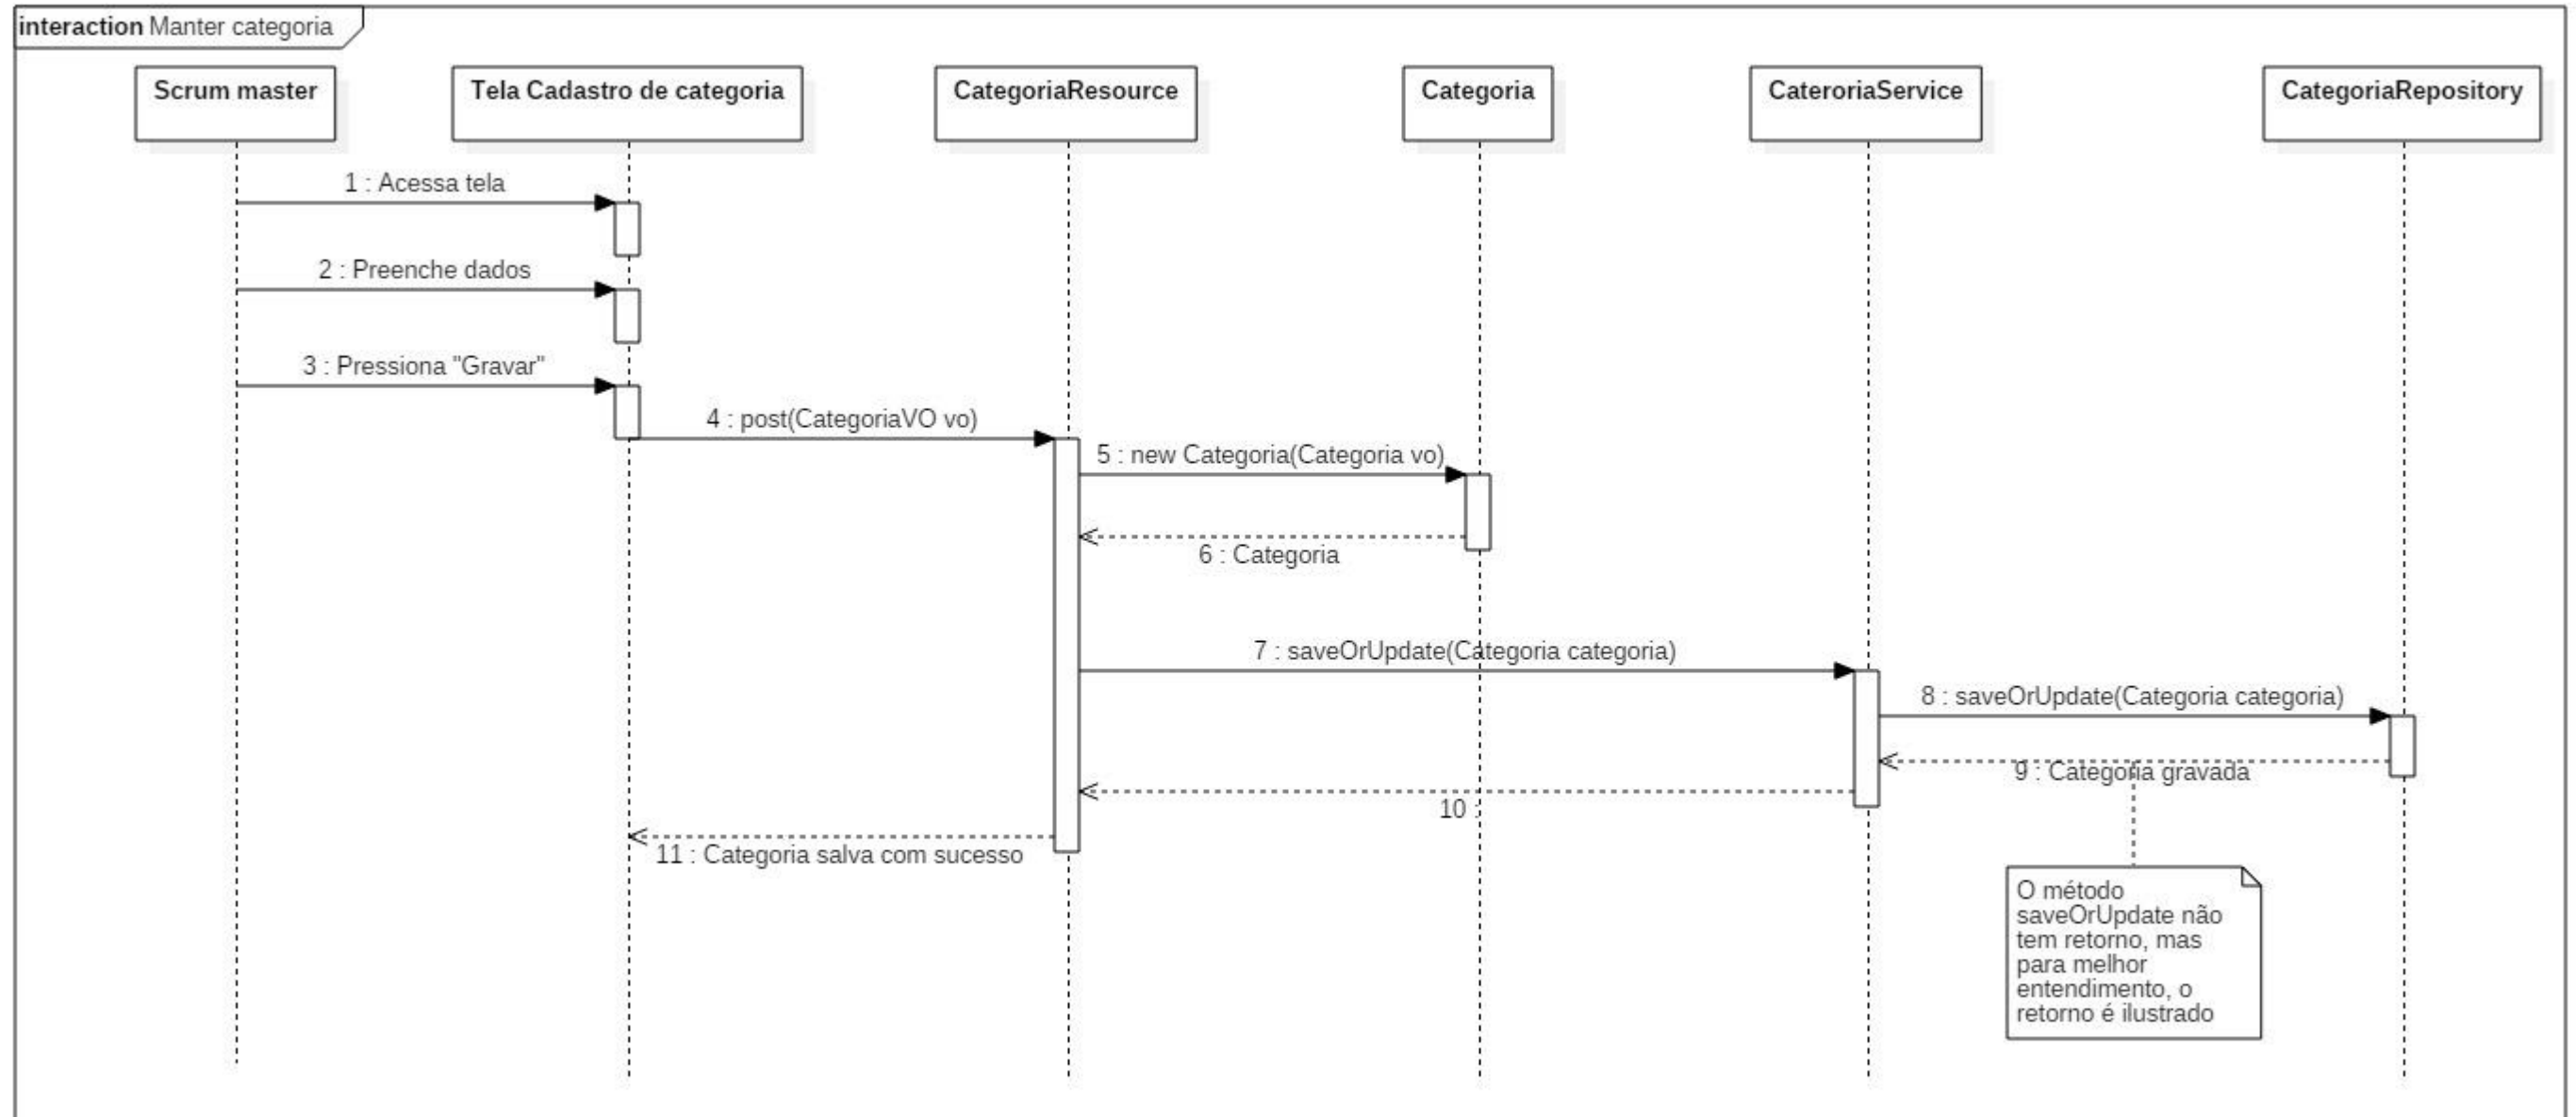 interaction Manter categoria
Scrum master
Tela Cadastro de categoria
CategoriaResource
Categoria
CateroriaService
CategoriaRepository
1 : Acessa tela
2 : Preenche dados
3 : Pressiona "Gravar"
4 : post(CategoriaVO vo)
5 : new Categoria(Categoria vo)
6 : Categoria
7 : saveOrUpdate(Categoria categoria)
8 : saveOrUpdate(Categoria categoria)
9 : Categoria gravada
10 :
11 : Categoria salva com sucesso
O método
saveOrUpdate não
tem retorno, mas
para melhor
entendimento, o
retorno é ilustrado